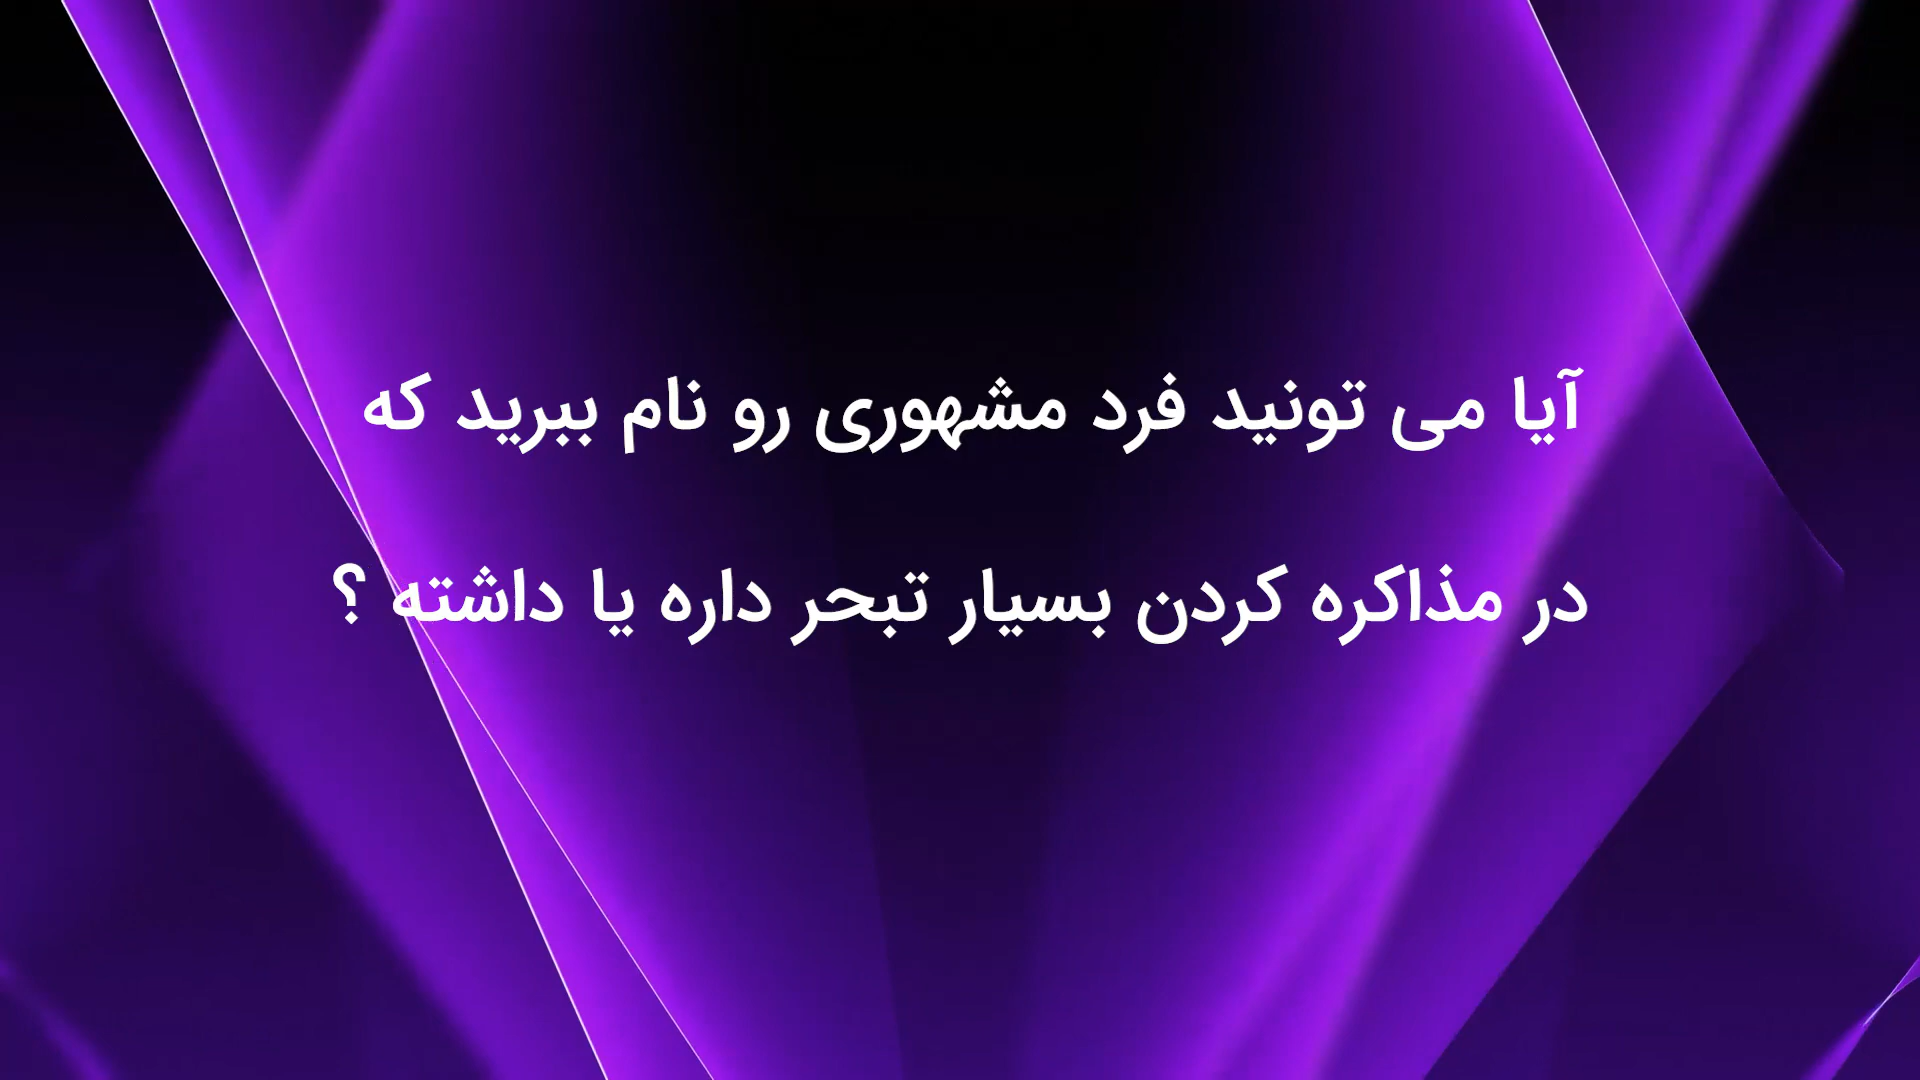 آیا می تونید فرد مشهوری رو نام ببرید که
در مذاکره کردن بسیار تبحر داره یا داشته ؟